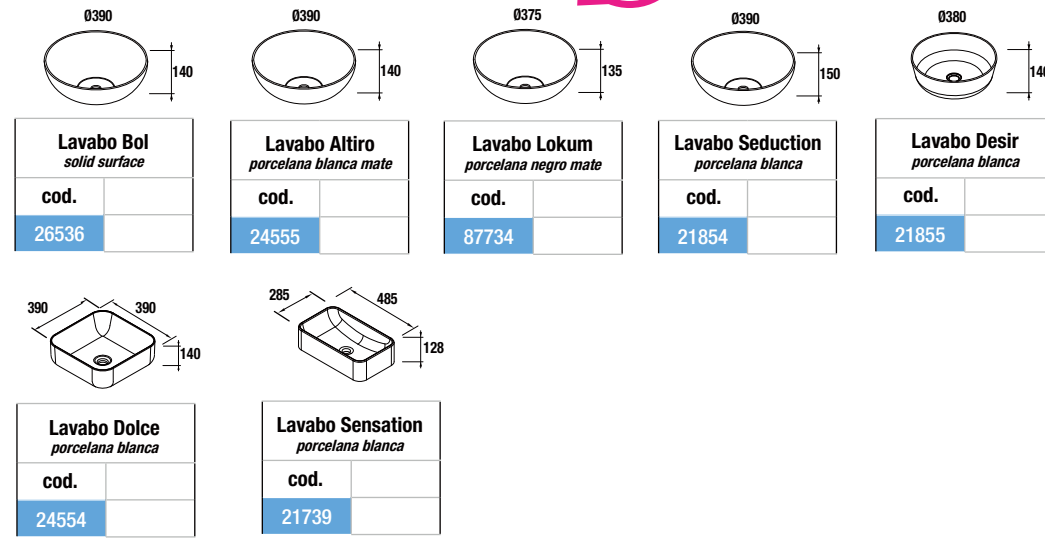 Ø390
140
Ø390
140
Ø375
135
Ø390
150
Ø380
Lavabo Bol
solid surface
cod.
26536
Lavabo Altiro
porcelana blanca mate
cod.
24555
Lavabo Lokum
porcelana negro mate
cod.
87734
Lavabo Seduction
porcelana blanca
cod.
21854
Lavabo Desir
porcelana blanca
cod.
21855
390
390
140
285
485
128
Lavabo Dolce
porcelana blanca
cod.
24554
Lavabo Sensation
porcelana blanca
cod.
21739